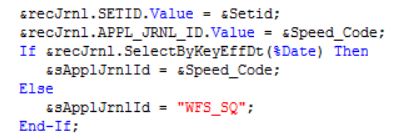 &recJrnl.SETID.Value = &Setid;
&recJrnl.APPL_JRNL_ID.Value = &Speed_Code;
If &recJrnl.SelectByKeyEffDt(%Date) Then
    &sApplJrnlId = &Speed_Code;
Else
    &sApplJrnlId = "WFS_SQ";
End-If;